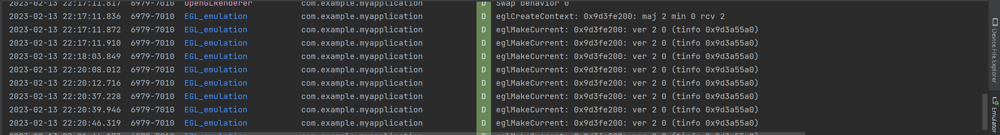 2023-02-13 22:17:11.817 6979-7010 OpenGLRenderer com.example.myapplication D Swap behavior 0
2023-02-13 22:17:11.836 6979-7010 EGL_emulation com.example.myapplication D eglCreateContext: 0x9d3fe200: maj 2 min 0 rcv 2
2023-02-13 22:17:11.872 6979-7010 EGL_emulation com.example.myapplication D eglMakeCurrent: 0x9d3fe200: ver 2 0 (tinfo 0x9d3a55a0)
2023-02-13 22:17:11.910 6979-7010 EGL_emulation com.example.myapplication D eglMakeCurrent: 0x9d3fe200: ver 2 0 (tinfo 0x9d3a55a0)
2023-02-13 22:18:03.849 6979-7010 EGL_emulation com.example.myapplication D eglMakeCurrent: 0x9d3fe200: ver 2 0 (tinfo 0x9d3a55a0)
2023-02-13 22:20:08.012 6979-7010 EGL_emulation com.example.myapplication D eglMakeCurrent: 0x9d3fe200: ver 2 0 (tinfo 0x9d3a55a0)
2023-02-13 22:20:12.716 6979-7010 EGL_emulation com.example.myapplication D eglMakeCurrent: 0x9d3fe200: ver 2 0 (tinfo 0x9d3a55a0)
2023-02-13 22:20:37.228 6979-7010 EGL_emulation com.example.myapplication D eglMakeCurrent: 0x9d3fe200: ver 2 0 (tinfo 0x9d3a55a0)
2023-02-13 22:20:39.946 6979-7010 EGL_emulation com.example.myapplication D eglMakeCurrent: 0x9d3fe200: ver 2 0 (tinfo 0x9d3a55a0)
2023-02-13 22:20:46.319 6979-7010 EGL_emulation com.example.myapplication D eglMakeCurrent: 0x9d3fe200: ver 2 0 (tinfo 0x9d3a55a0)
Device File Explorer
Emulator